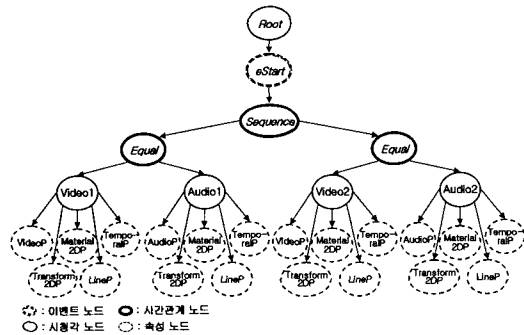 Root
eStart
Sequence
Equal
Equal
Video1
Audio1
Video2
Audio2
VideoP
Material
2DP
Tempo-
ralP
AudioP
Material
2DP
Tempo-
ralP
VideoP
Material
2DP
Tempo-
ralP
AudioP
Material
2DP
Tempo-
ralP
Transform
2DP
LineP
Transform
2DP
LineP
Transform
2DP
LineP
Transform
2DP
LineP
: 이벤트 노드 : 시간관계 노드
: 시청각 노드 : 속성 노드